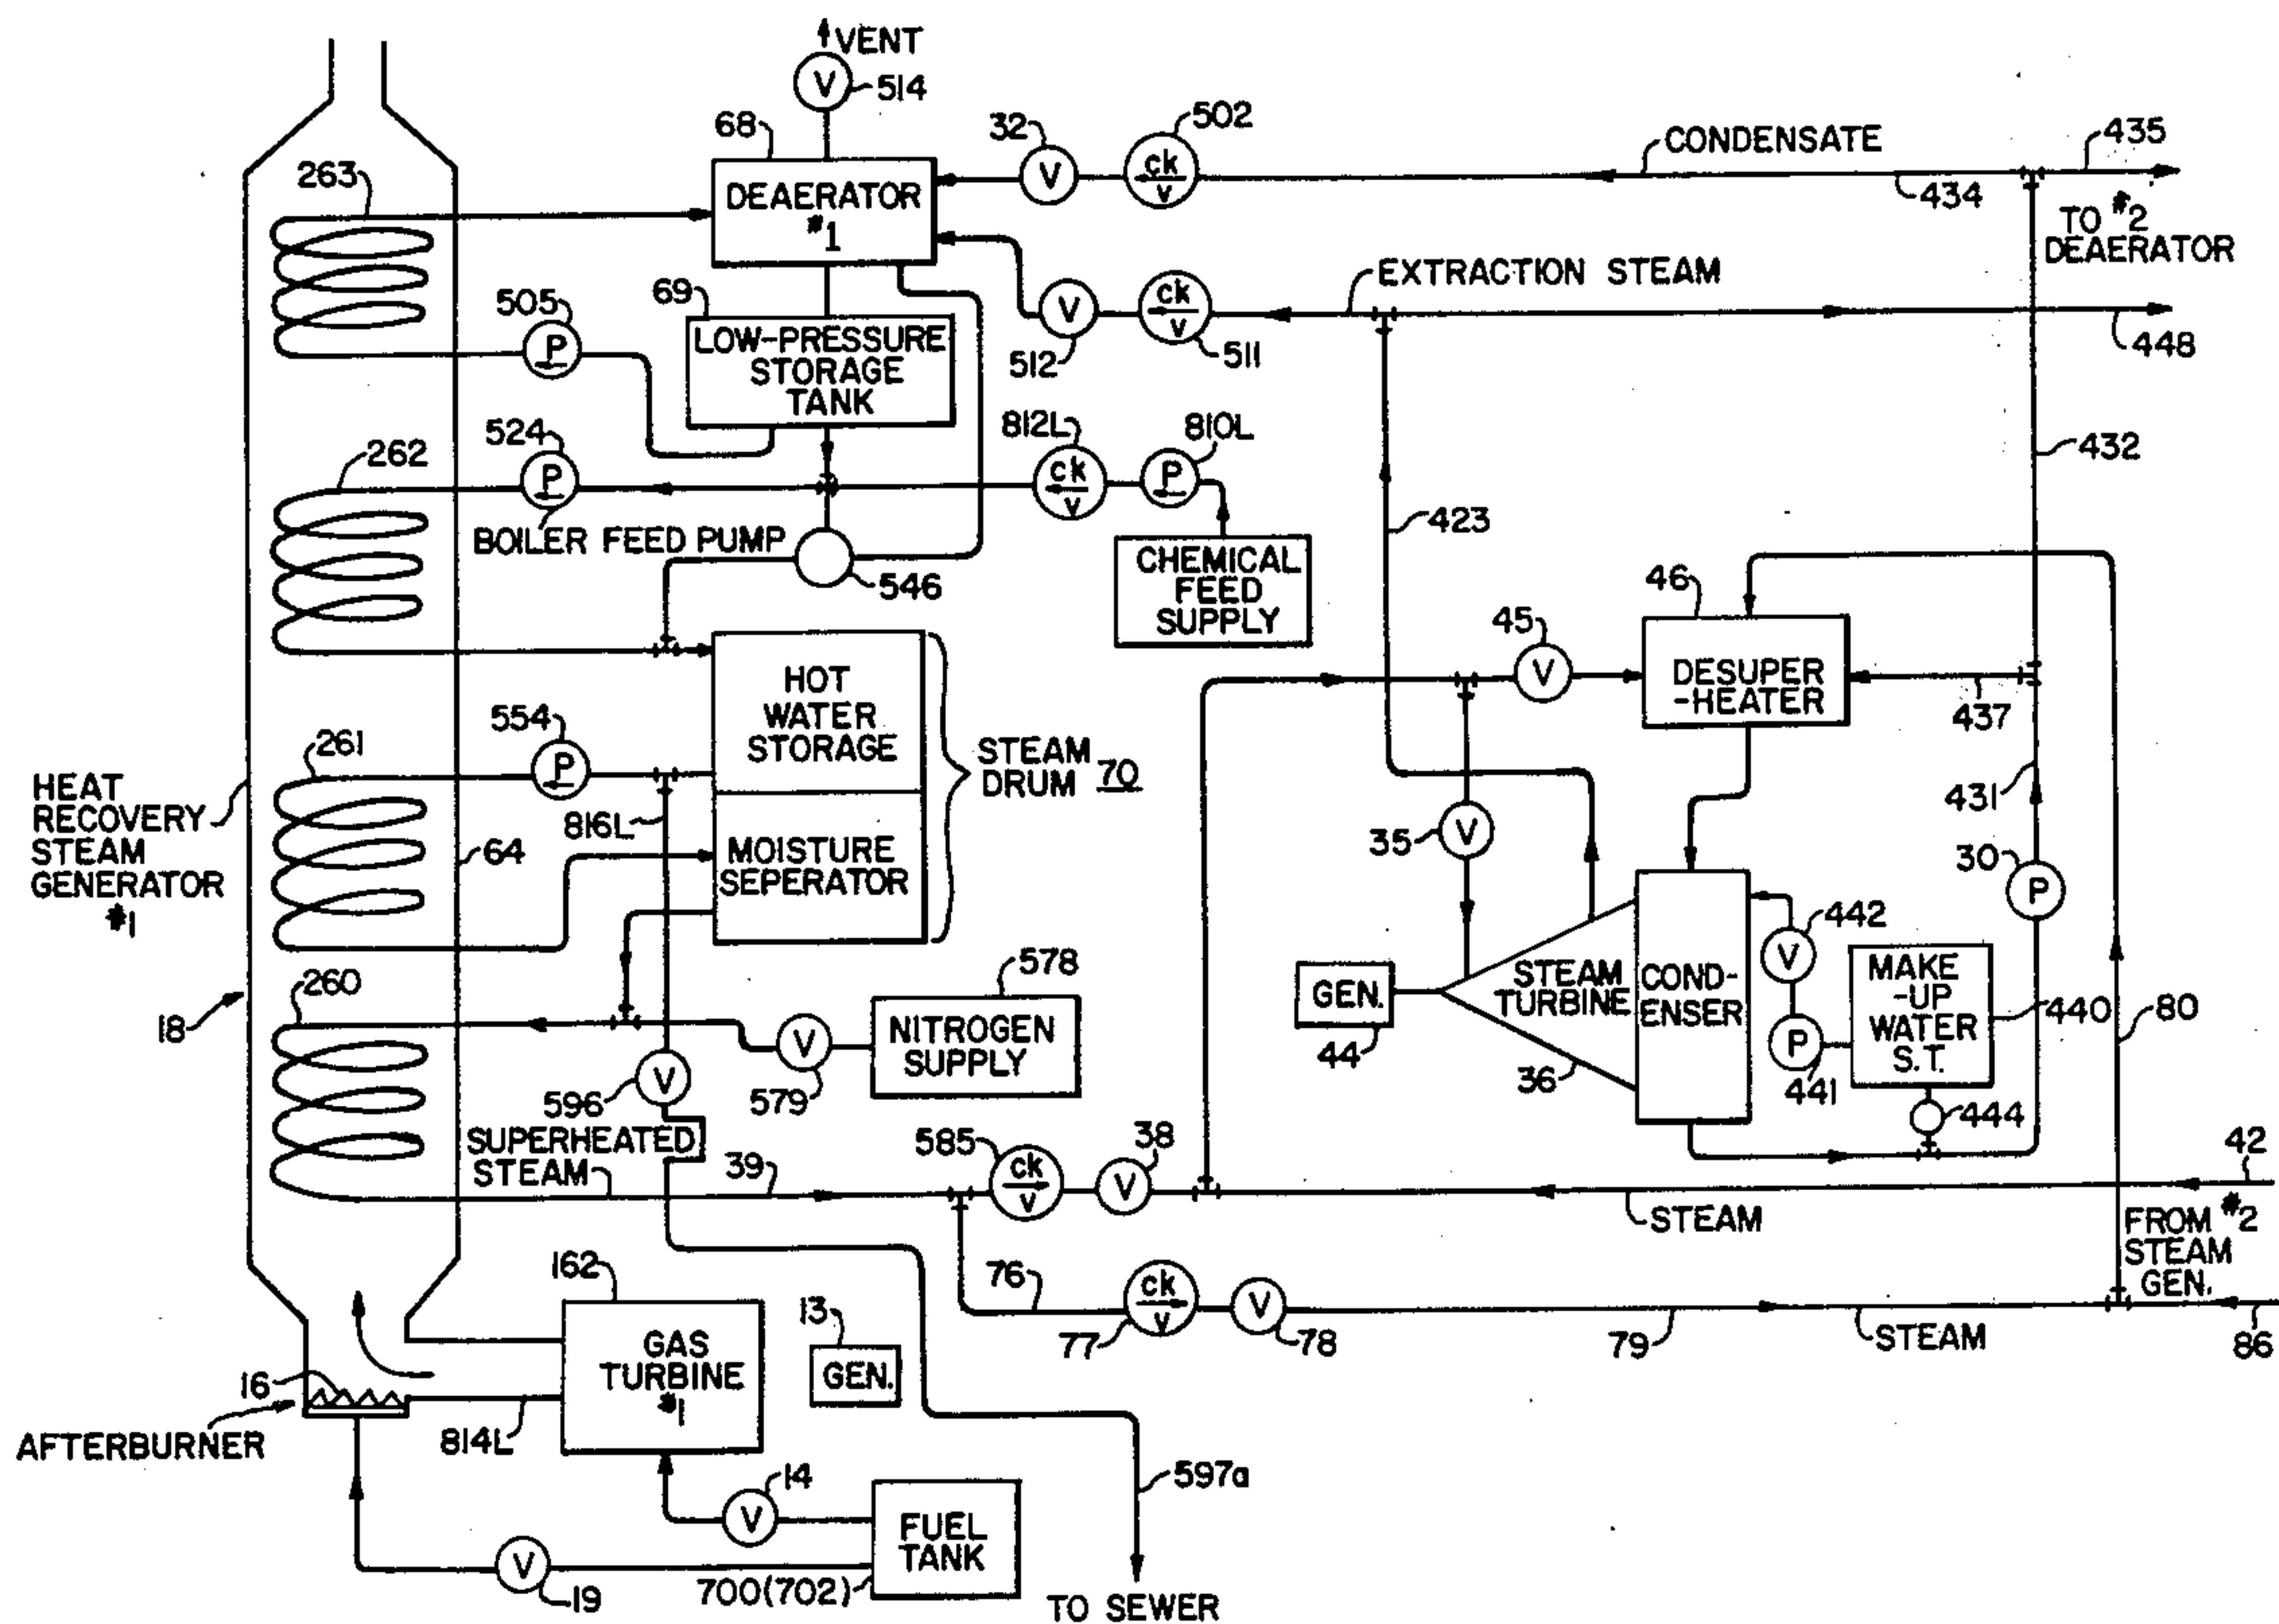 VENT
V
514
68
32
502
V
ck
v
CONDENSATE
435
434
DEAERATOR
#1
TO #2
DEAERATOR
263
EXTRACTION STEAM
505
P
69
LOW-PRESSURE
STORAGE
TANK
V
512
ck
v
511
448
524
P
262
812L
ck
v
810L
P
432
BOILER FEED PUMP
546
CHEMICAL
FEED
SUPPLY
423
46
45
V
DESUPER
-HEATER
437
HOT
WATER
STORAGE
554
P
261
STEAM
DRUM 70
HEAT
RECOVERY
STEAM
GENERATOR
#1
816L
64
MOISTURE
SEPERATOR
35
V
431
30
P
442
V
578
260
18
GEN.
44
STEAM
TURBINE
COND-
ENSER
MAKE
-UP
WATER
S.T.
440
80
NITROGEN
SUPPLY
V
579
V
596
36
P
441
444
SUPERHEATED
STEAM
39
585
ck
v
38
V
42
STEAM
FROM #2
STEAM
GEN.
162
76
ck
v
77
V
78
79
STEAM
86
GAS
TURBINE
#1
13
GEN.
16
AFTERBURNER
814L
14
V
597a
FUEL
TANK
V
19
700(702)
TO SEWER